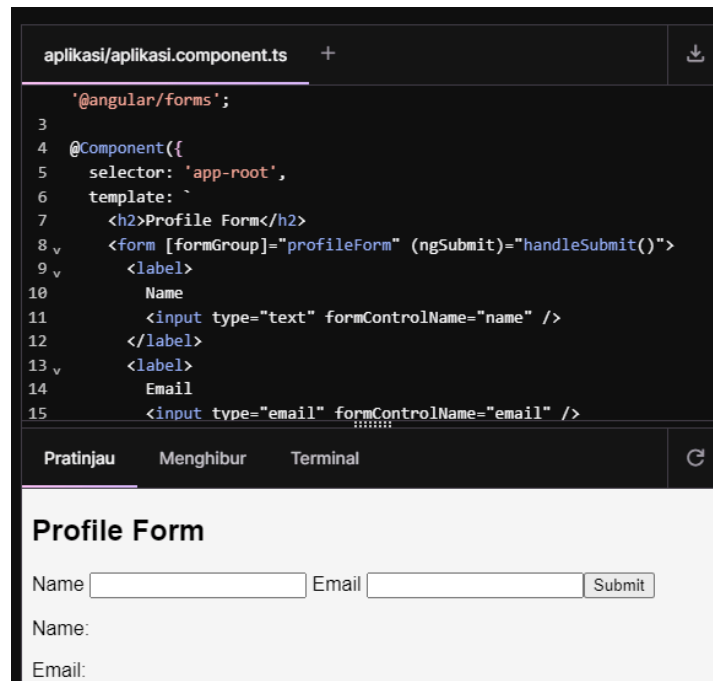 aplikasi/aplikasi.component.ts +
'@angular/forms';
3
4 @Component({
5 selector: 'app-root',
6 template: `
7 <h2>Profile Form</h2>
8 <form [formGroup]="profileForm" (ngSubmit)="handleSubmit()">
9 <label>
10 Name
11 <input type="text" formControlName="name" />
12 </label>
13 <label>
14 Email
15 <input type="email" formControlName="email" />
Pratinjau Menghibur Terminal
Profile Form
Name Email Submit
Name:
Email: